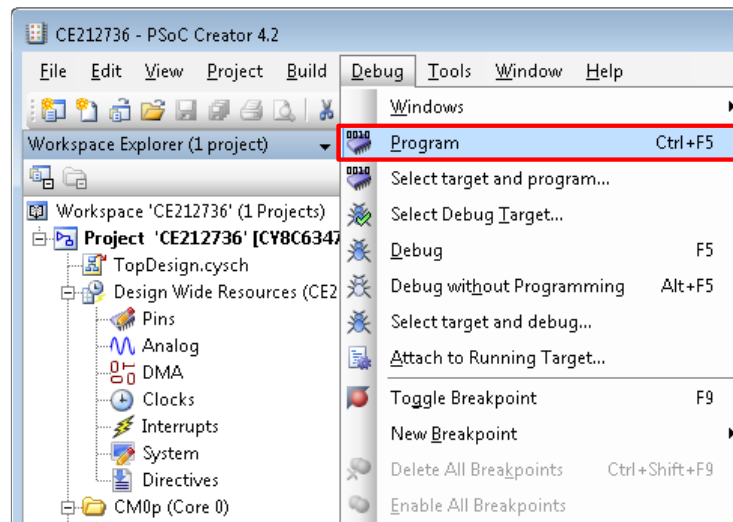 CE212736 - PSoC Creator 4.2
File Edit View Project Build Debug Tools Window Help
Workspace Explorer (1 project)
Workspace 'CE212736' (1 Projects)
Project 'CE212736' [CY8C6347
TopDesign.cysch
Design Wide Resources (CE2
Pins
Analog
DMA
Clocks
Interrupts
System
Directives
CM0p (Core 0)
Windows
Program Ctrl+F5
Select target and program...
Select Debug Target...
Debug F5
Debug without Programming Alt+F5
Select target and debug...
Attach to Running Target...
Toggle Breakpoint F9
New Breakpoint
Delete All Breakpoints Ctrl+Shift+F9
Enable All Breakpoints